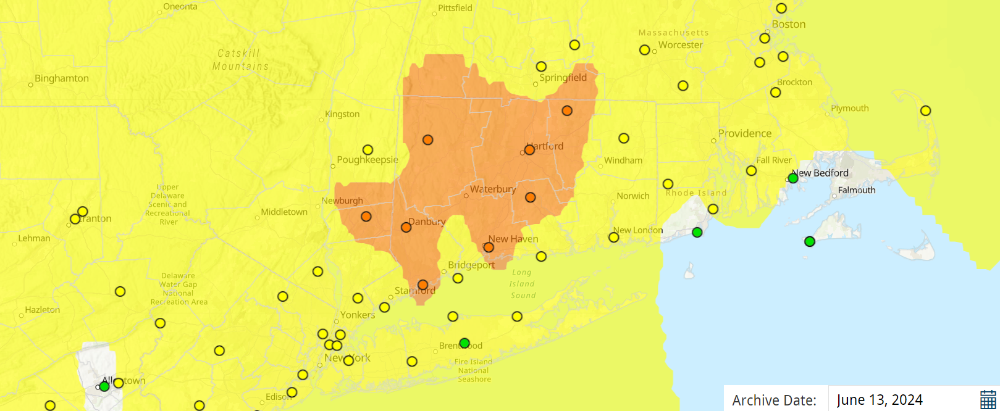 Oneonta
Pittsfield
Boston
Massachusetts
Worcester
Catskill
Mountains
Binghamton
Springfield
Brockton
Kingston
Plymouth
Providence
Hartford
Poughkeepsie
Windham
Fall River
New Bedford
Upper
Delaware
Scenic and
Recreational
River
Waterbury
Falmouth
Newburgh
Norwich
Rhode Island
Middletown
Danbury
New London
Lehman
New Haven
Bridgeport
Long
Island
Sound
Delaware
Water Gap
National
Recreation Area
Stamford
Hazleton
Yonkers
Brentwood
New York
Fire Island
National
Seashore
Allentown
Edison
Archive Date: June 13, 2024